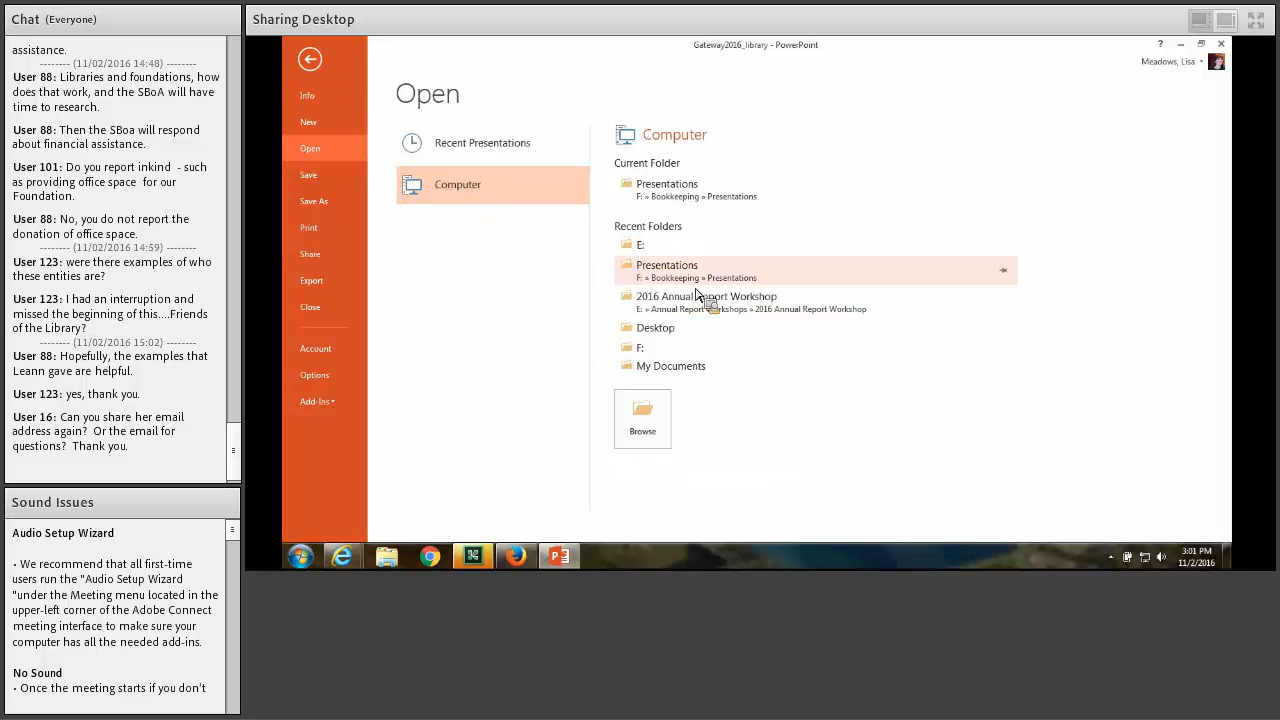 Chat (Everyone)
assistance.
-------- (11/02/2016 14:48) --------
User 88: Libraries and foundations, how
does that work, and the SBoA will have
time to research.
User 88: Then the SBoa will respond
about financial assistance.
User 101: Do you report inkind - such
as providing office space for our
Foundation.
User 88: No, you do not report the
donation of office space.
-------- (11/02/2016 14:59) --------
User 123: were there examples of who
these entities are?
User 123: I had an interruption and
missed the beginning of this....Friends
of the Library?
-------- (11/02/2016 15:02) --------
User 88: Hopefully, the examples that
Leann gave are helpful.
User 123: yes, thank you.
User 16: Can you share her email
address again? Or the email for
questions? Thank you.
Sound Issues
Audio Setup Wizard
• We recommend that all first-time
users run the "Audio Setup Wizard
"under the Meeting menu located in the
upper-left corner of the Adobe Connect
meeting interface to make sure your
computer has all the needed add-ins.
No Sound
• Once the meeting starts if you don't
Sharing Desktop
Gateway2016_library - PowerPoint
Meadows, Lisa
Info
New
Open
Save
Save As
Print
Share
Export
Close
Account
Options
Add-Ins
Open
Recent Presentations
Computer
Computer
Current Folder
Presentations
F: » Bookkeeping » Presentations
Recent Folders
E:
Presentations
F: » Bookkeeping » Presentations
2016 Annual Report Workshop
E: » Annual Report Workshops » 2016 Annual Report Workshop
Desktop
F:
My Documents
Browse
3:01 PM
11/2/2016